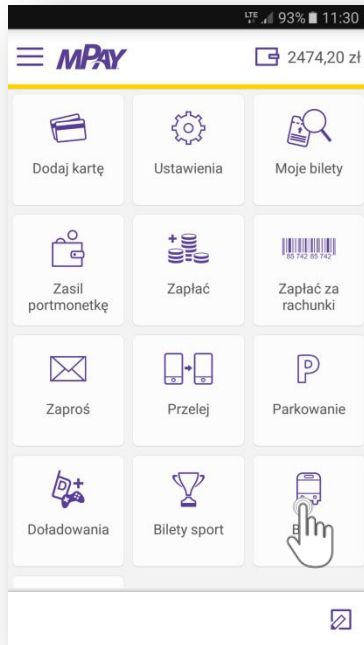 LTE 93% 11:30
mPAY 2474,20 zł
Dodaj kartę
Ustawienia
Moje bilety
Zasil
portmonetkę
Zapłać
85 742 85 742
Zapłać za
rachunki
Zaproś
Przelej
P
Parkowanie
D+
Doładowania
Bilety sport